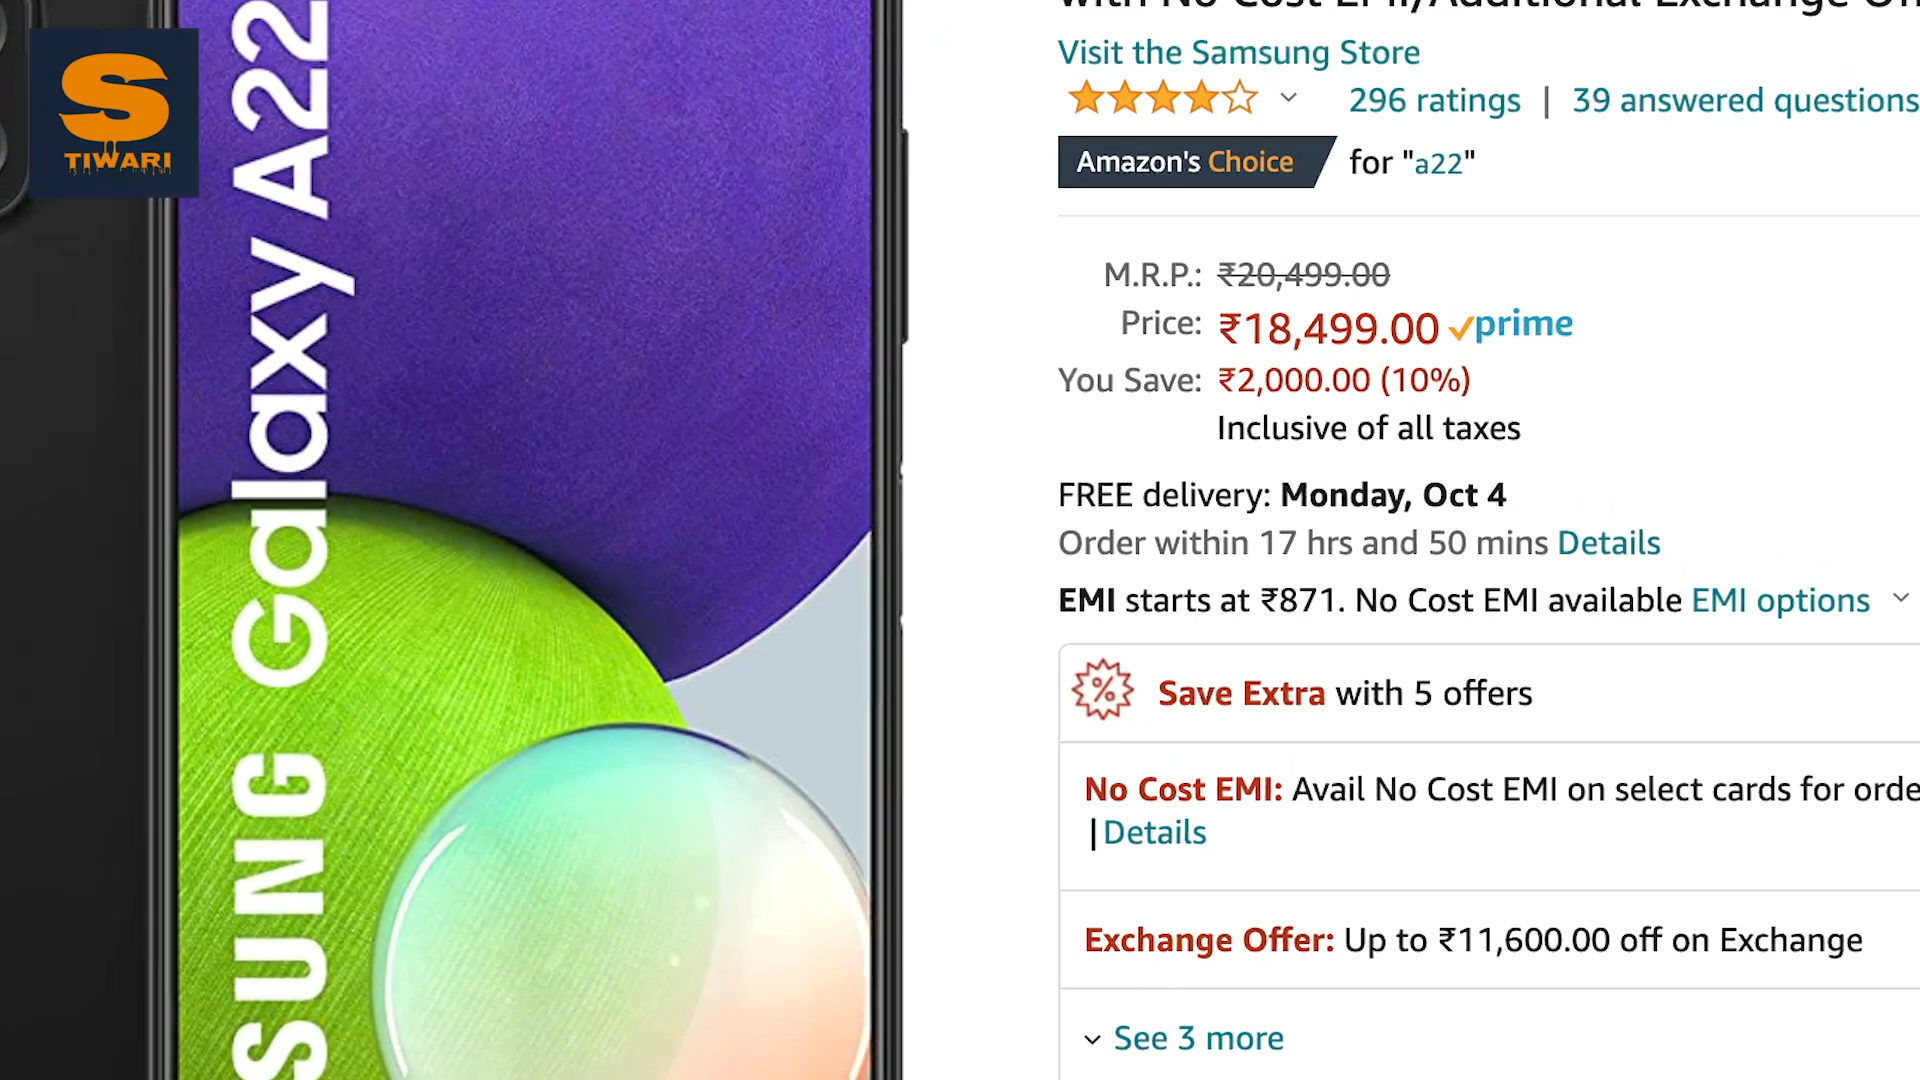 S
TIWARI
SUNG Galaxy A22
Visit the Samsung Store
296 ratings | 39 answered questions
Amazon's Choice for "a22"
M.R.P.: ₹20,499.00
Price: ₹18,499.00 prime
You Save: ₹2,000.00 (10%)
Inclusive of all taxes
FREE delivery: Monday, Oct 4
Order within 17 hrs and 50 mins Details
EMI starts at ₹871. No Cost EMI available EMI options
Save Extra with 5 offers
No Cost EMI: Avail No Cost EMI on select cards for orde
| Details
Exchange Offer: Up to ₹11,600.00 off on Exchange
See 3 more